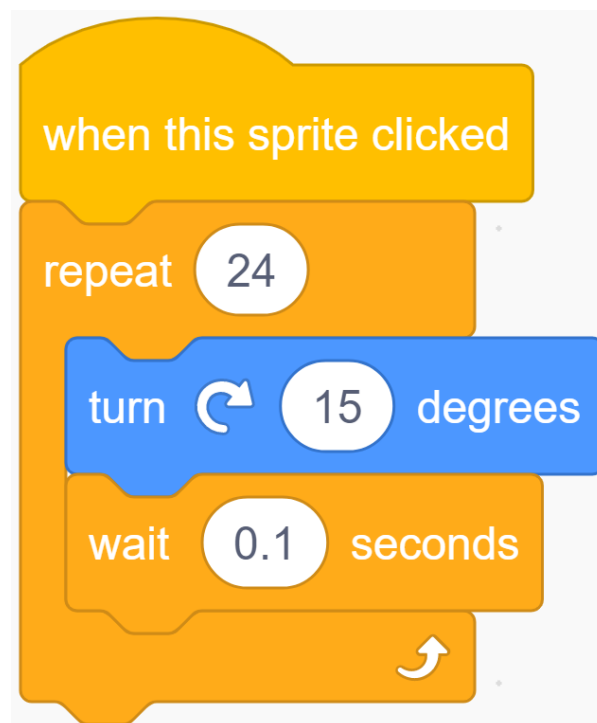 when this sprite clicked
repeat 24
turn 15 degrees
wait 0.1 seconds